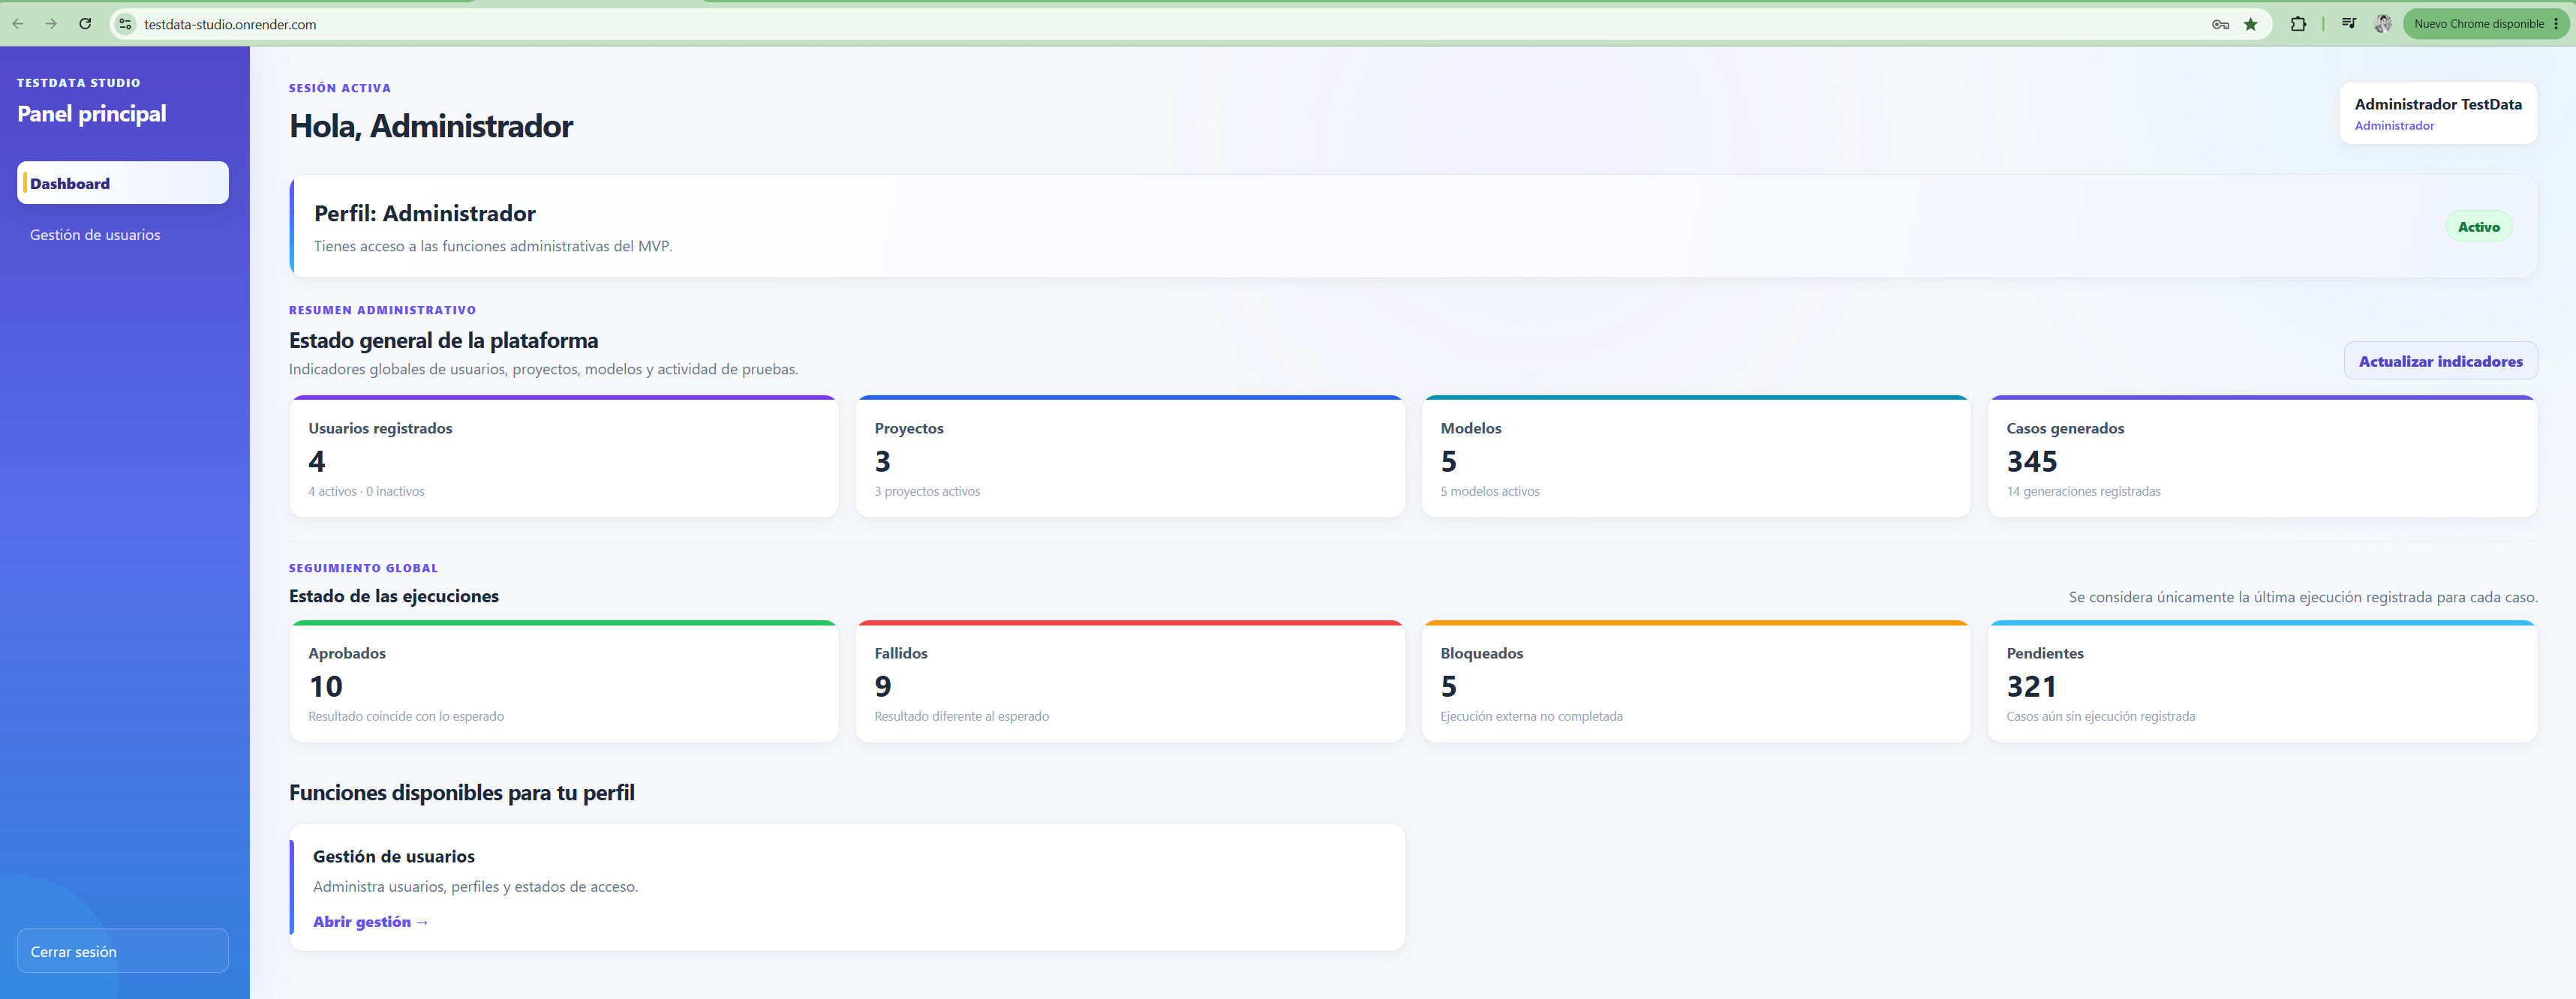 testdata-studio.onrender.com
Nuevo Chrome disponible
TESTDATA STUDIO
Panel principal
Dashboard
Gestión de usuarios
Cerrar sesión
SESIÓN ACTIVA
Hola, Administrador
Administrador TestData
Administrador
Perfil: Administrador
Tienes acceso a las funciones administrativas del MVP.
Activo
RESUMEN ADMINISTRATIVO
Estado general de la plataforma
Indicadores globales de usuarios, proyectos, modelos y actividad de pruebas.
Actualizar indicadores
Usuarios registrados
4
4 activos · 0 inactivos
Proyectos
3
3 proyectos activos
Modelos
5
5 modelos activos
Casos generados
345
14 generaciones registradas
SEGUIMIENTO GLOBAL
Estado de las ejecuciones
Se considera únicamente la última ejecución registrada para cada caso.
Aprobados
10
Resultado coincide con lo esperado
Fallidos
9
Resultado diferente al esperado
Bloqueados
5
Ejecución externa no completada
Pendientes
321
Casos aún sin ejecución registrada
Funciones disponibles para tu perfil
Gestión de usuarios
Administra usuarios, perfiles y estados de acceso.
Abrir gestión →